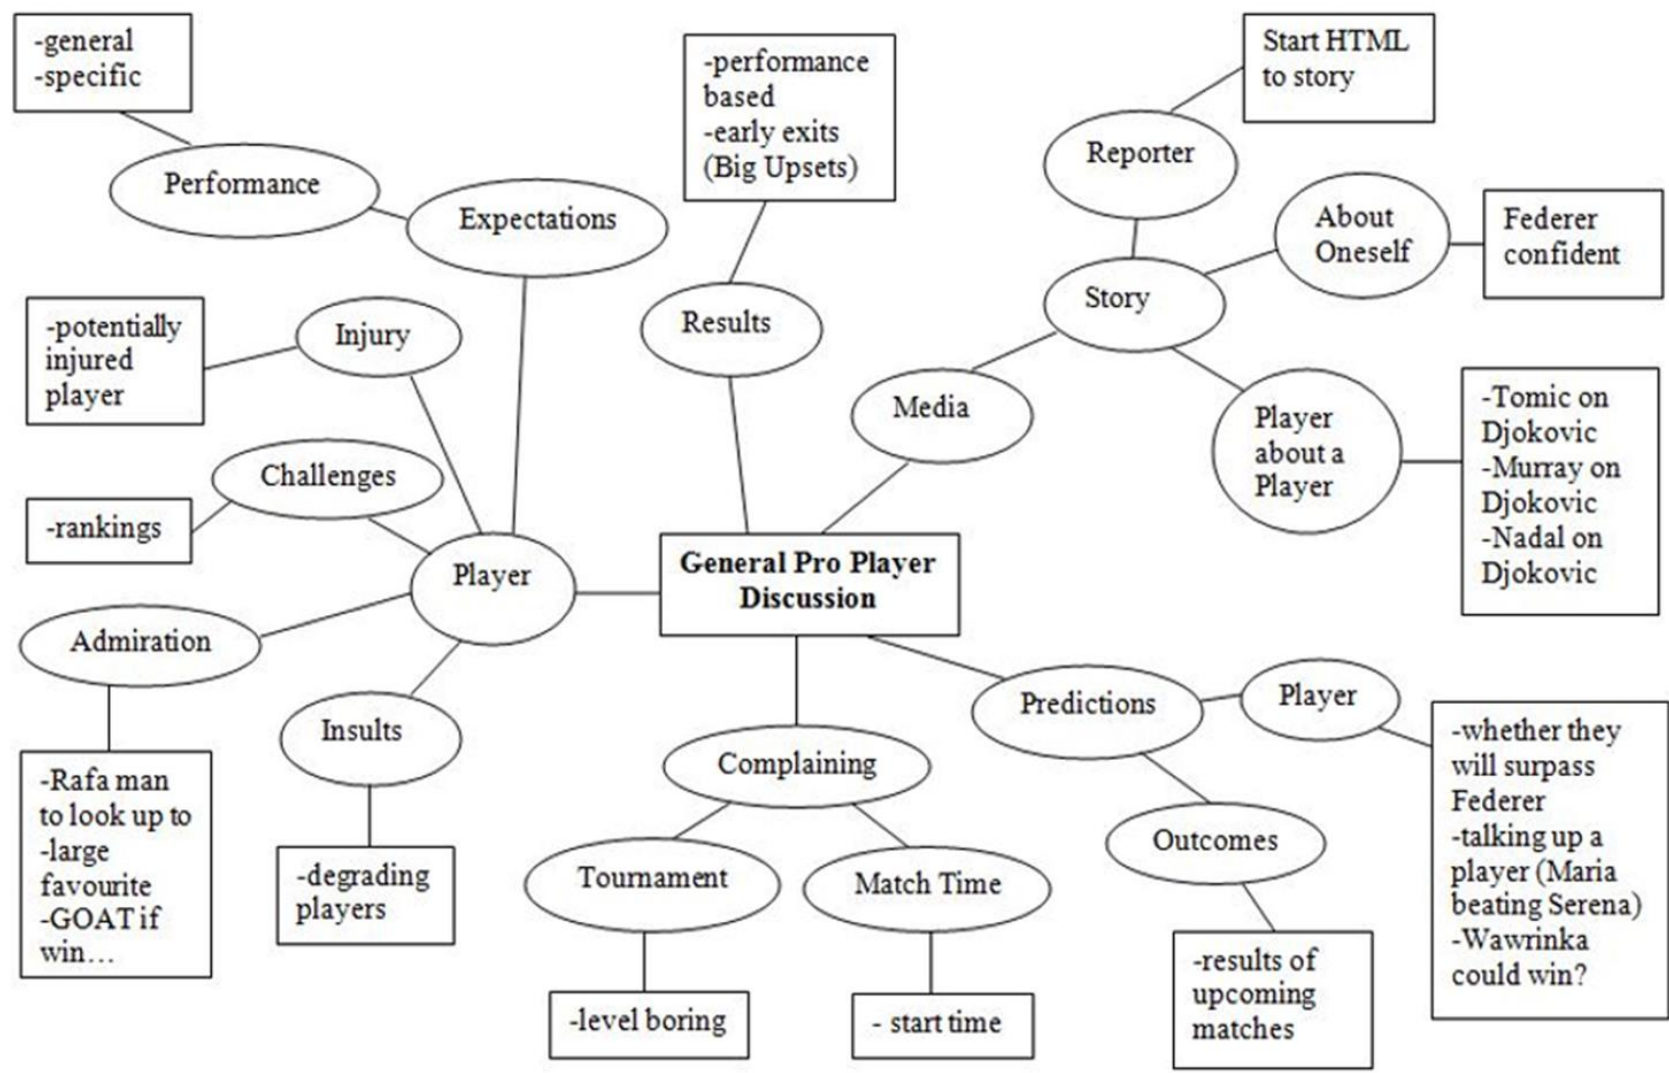 -general
-specific
Performance
Expectations
-performance
based
-early exits
(Big Upsets)
Results
Start HTML
to story
Reporter
About
Oneself
Federer
confident
Story
Media
Player
about a
Player
-Tomic on
Djokovic
-Murray on
Djokovic
-Nadal on
Djokovic
-potentially
injured
player
Injury
Challenges
-rankings
Player
General Pro Player
Discussion
Admiration
-Rafa man
to look up to
-large
favourite
-GOAT if
win…
Insults
-degrading
players
Complaining
Tournament
-level boring
Match Time
- start time
Predictions
Player
-whether they
will surpass
Federer
-talking up a
player (Maria
beating Serena)
-Wawrinka
could win?
Outcomes
-results of
upcoming
matches